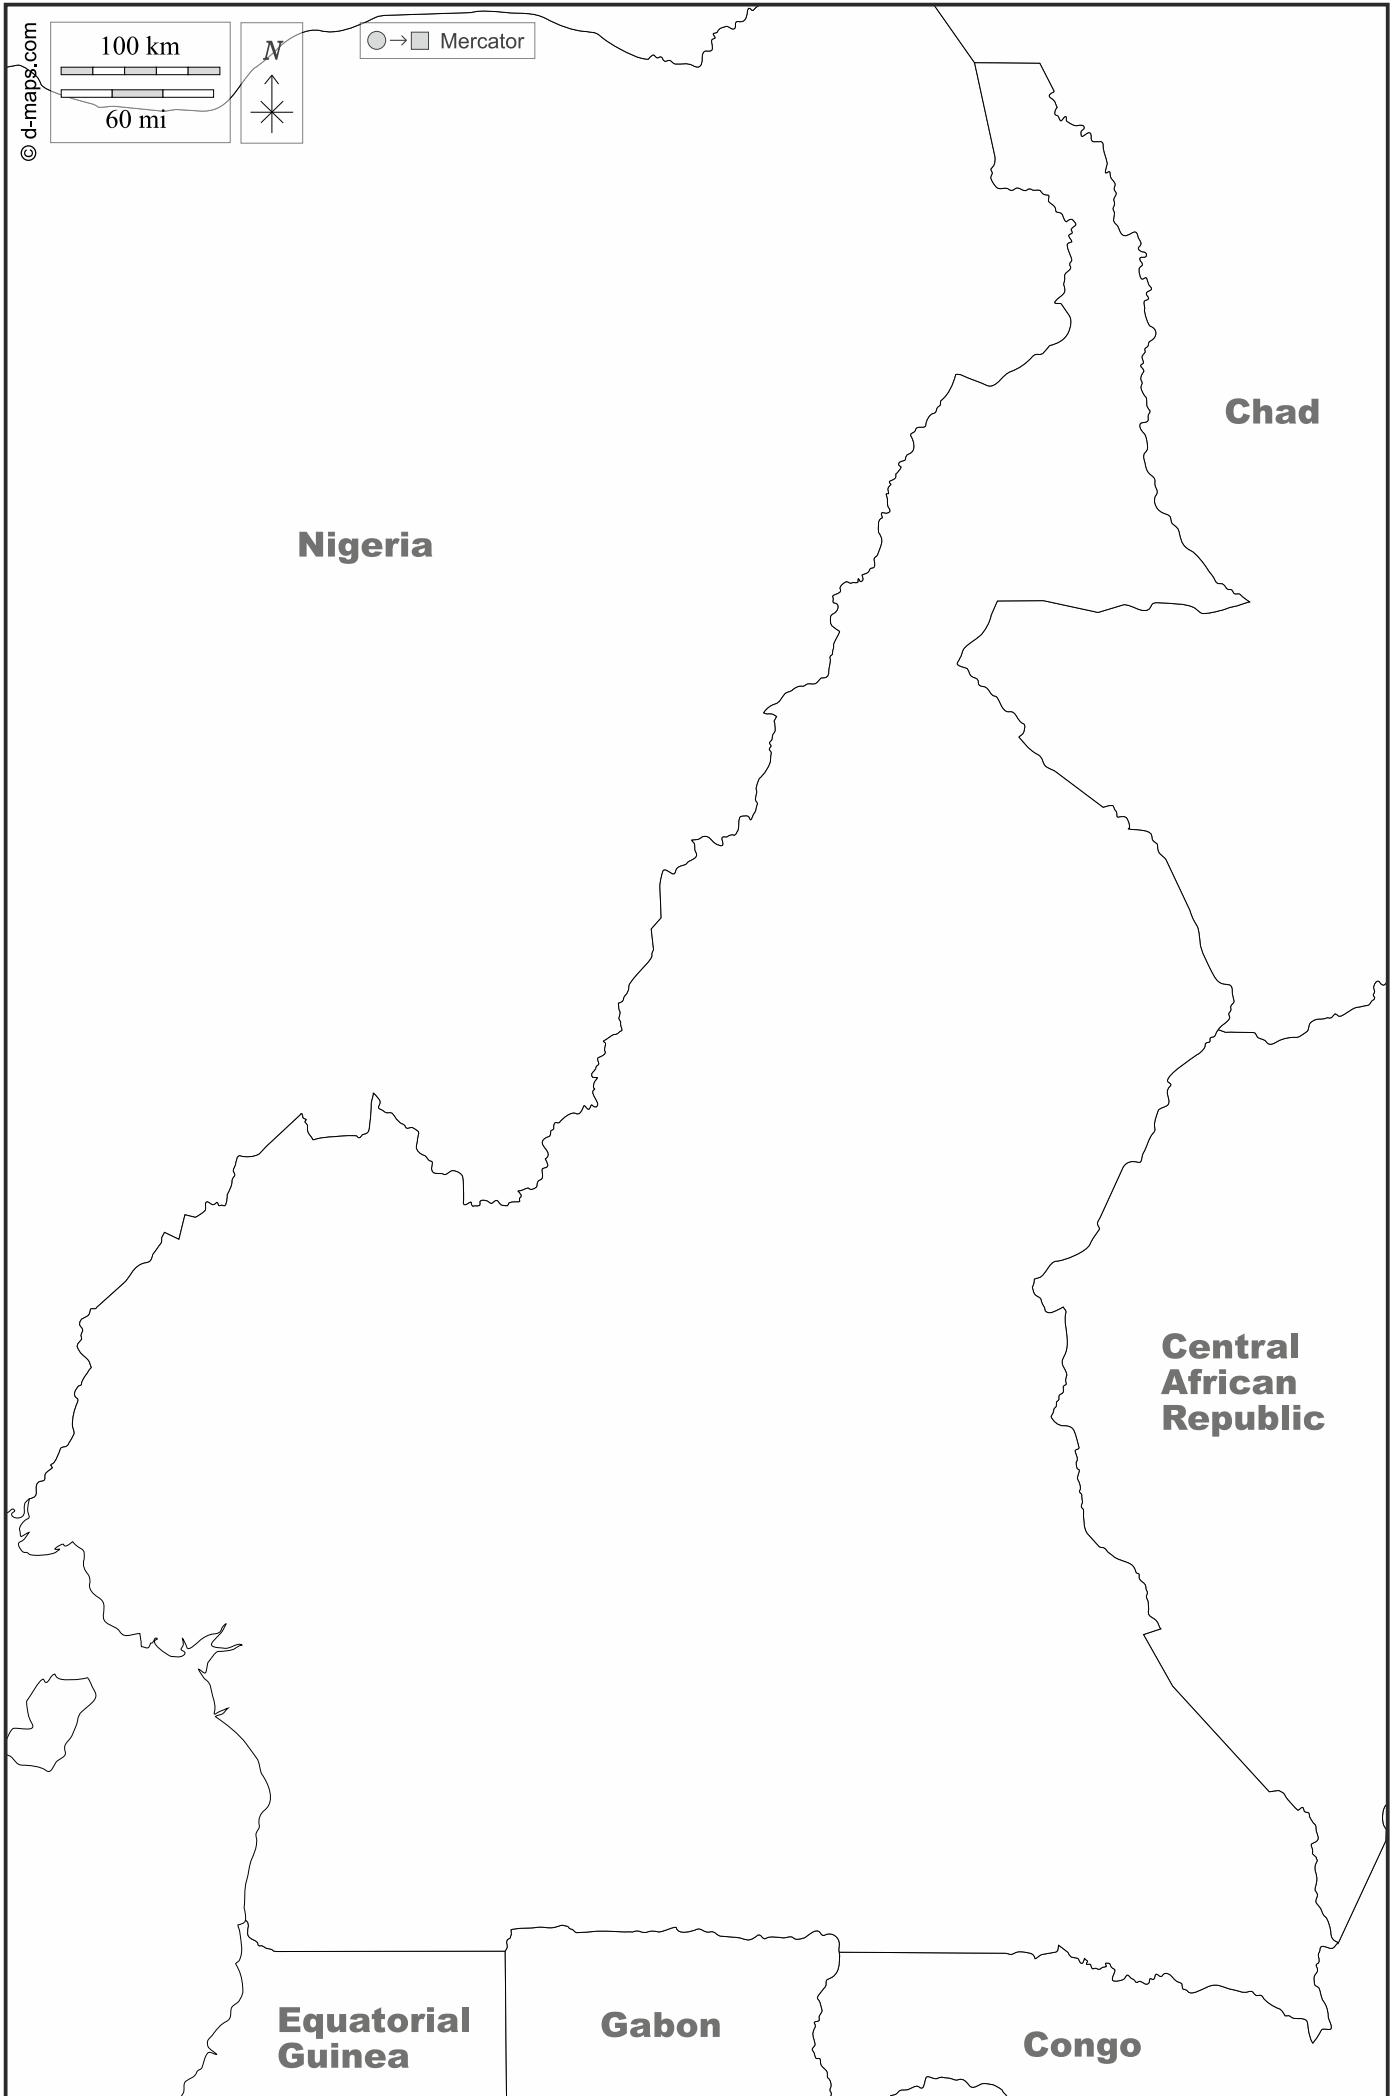 © d-maps.com
100 km
60 mi
N
Mercator
Chad
Nigeria
Central
African
Republic
Equatorial
Guinea
Gabon
Congo